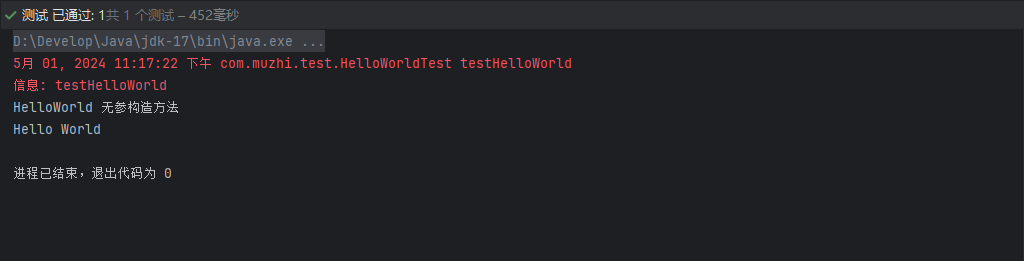 测试 已通过: 1共 1 个测试 – 452毫秒
D:\Develop\Java\jdk-17\bin\java.exe ...
5月 01, 2024 11:17:22 下午 com.muzhi.test.HelloWorldTest testHelloWorld
信息: testHelloWorld
HelloWorld 无参构造方法
Hello World
进程已结束，退出代码为 0